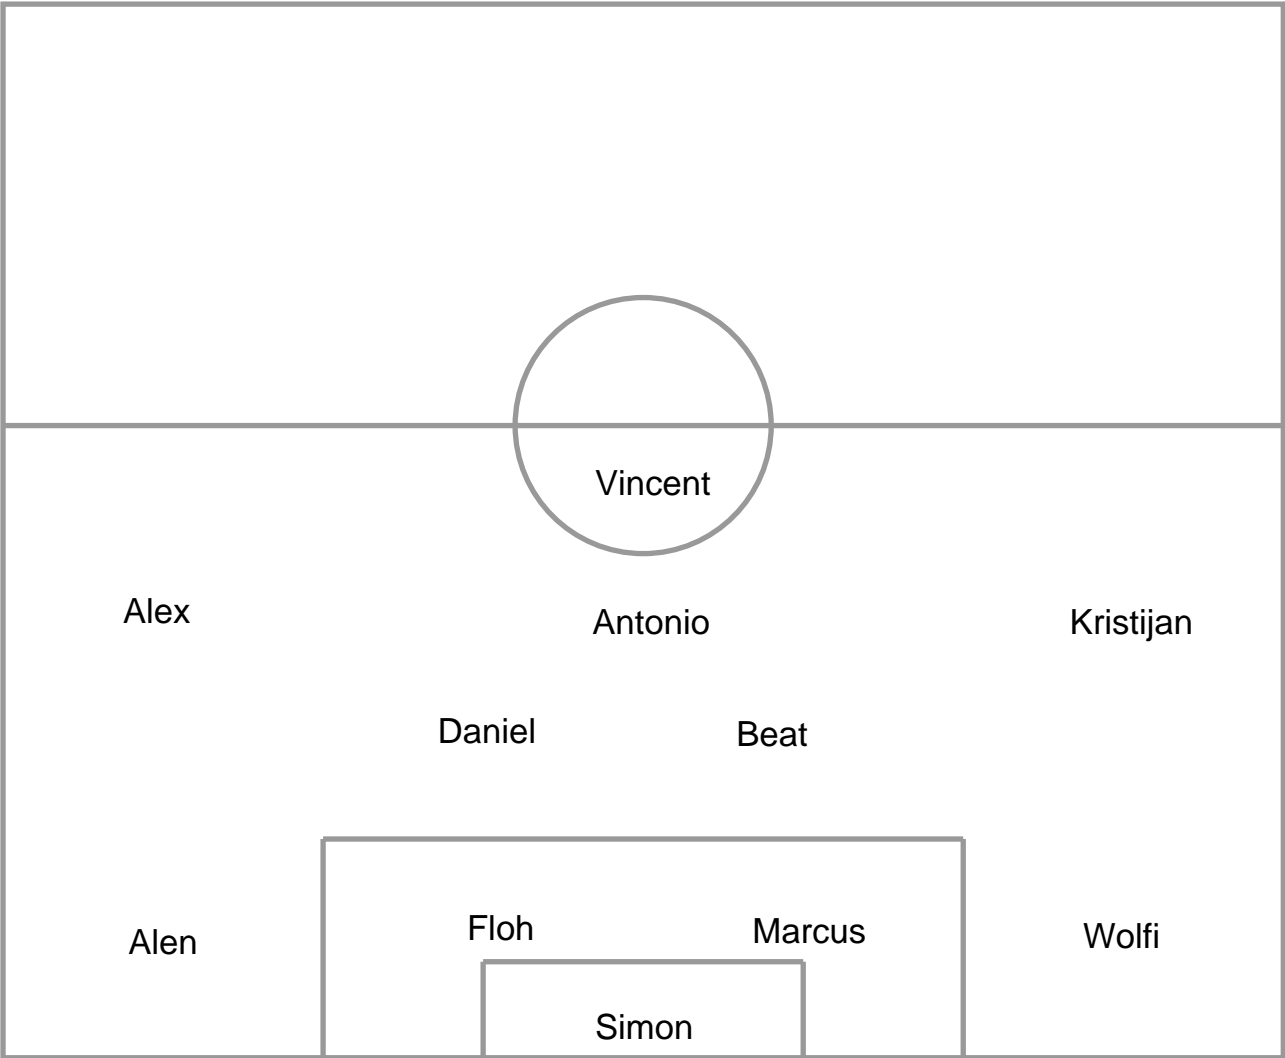 Vincent
Alex Antonio Kristijan
Daniel Beat
Floh Marcus
Alen Wolfi
Simon